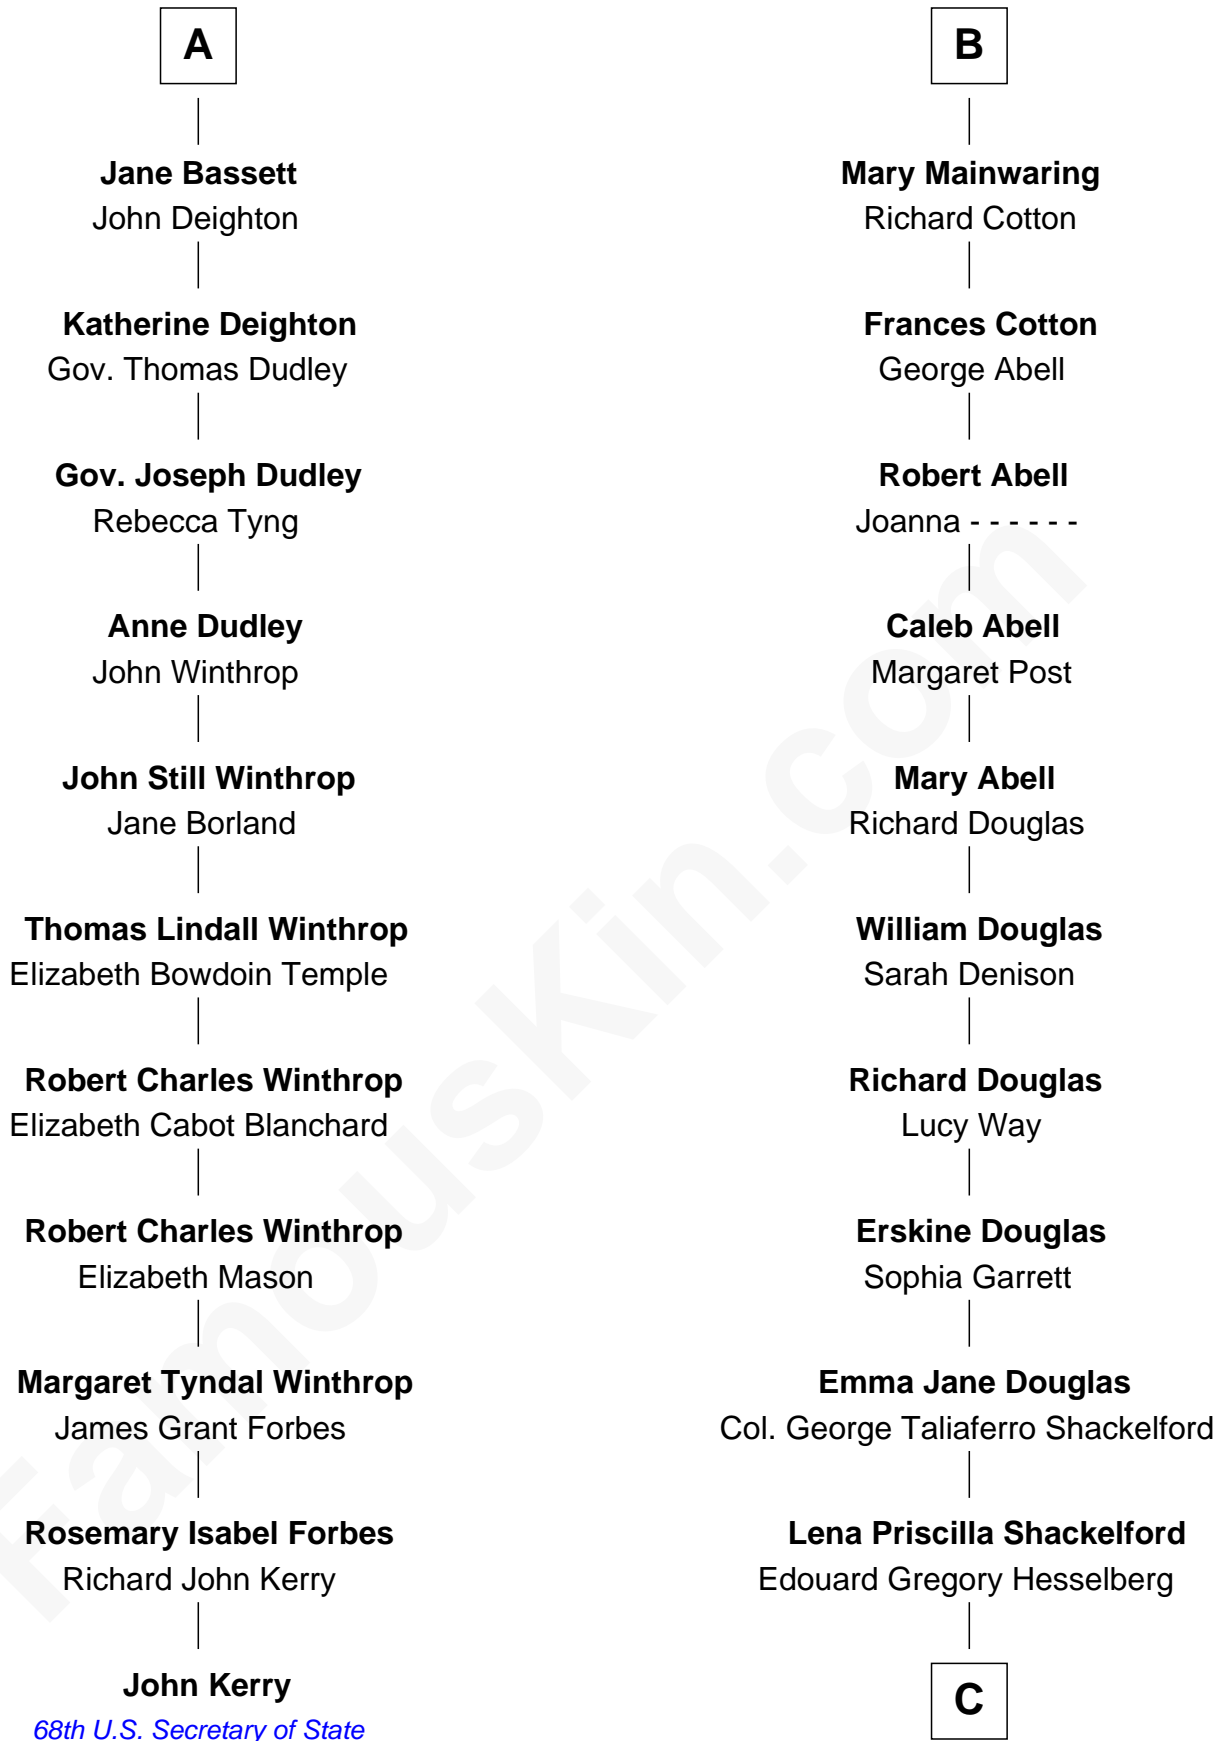 A
Jane Bassett
John Deighton
Katherine Deighton
Gov. Thomas Dudley
Gov. Joseph Dudley
Rebecca Tyng
Anne Dudley
John Winthrop
John Still Winthrop
Jane Borland
Thomas Lindall Winthrop
Elizabeth Bowdoin Temple
Robert Charles Winthrop
Elizabeth Cabot Blanchard
Robert Charles Winthrop
Elizabeth Mason
Margaret Tyndal Winthrop
James Grant Forbes
Rosemary Isabel Forbes
Richard John Kerry
John Kerry
68th U.S. Secretary of State
B
Mary Mainwaring
Richard Cotton
Frances Cotton
George Abell
Robert Abell
Joanna - - - - - -
Caleb Abell
Margaret Post
Mary Abell
Richard Douglas
William Douglas
Sarah Denison
Richard Douglas
Lucy Way
Erskine Douglas
Sophia Garrett
Emma Jane Douglas
Col. George Taliaferro Shackelford
Lena Priscilla Shackelford
Edouard Gregory Hesselberg
C
FamousKin.com